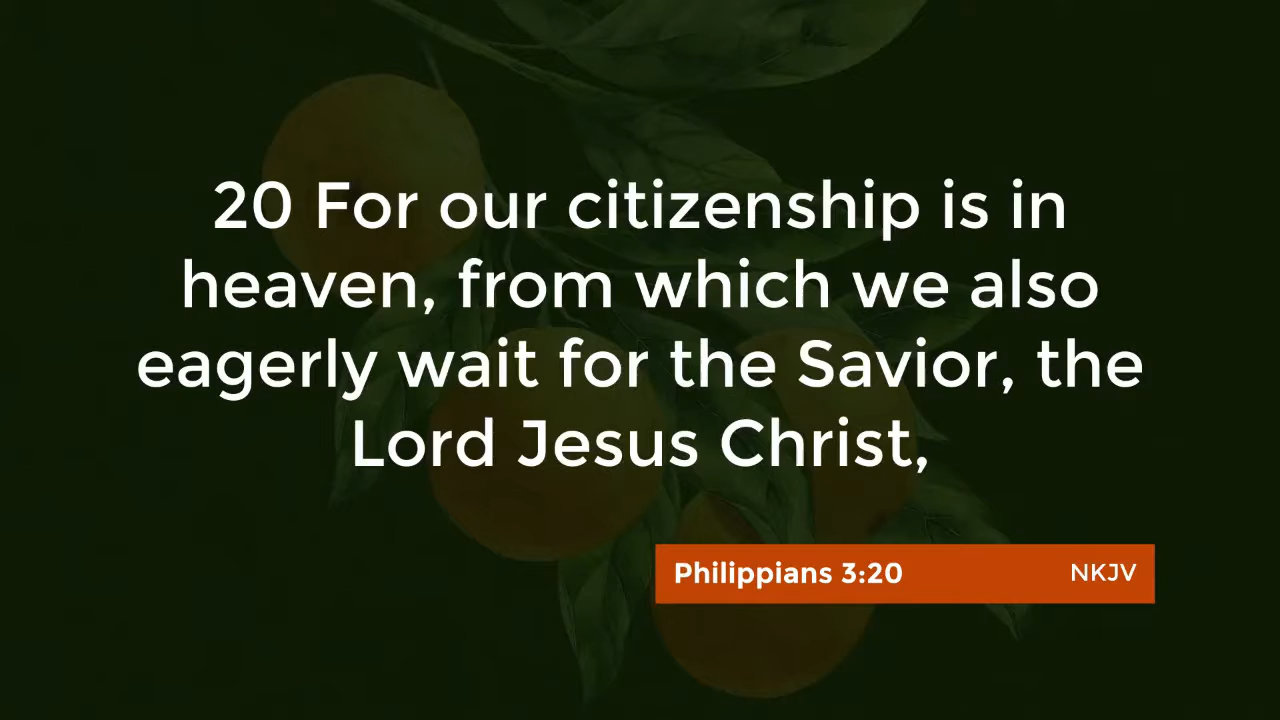 20 For our citizenship is in
heaven, from which we also
eagerly wait for the Savior, the
Lord Jesus Christ,
Philippians 3:20 NKJV